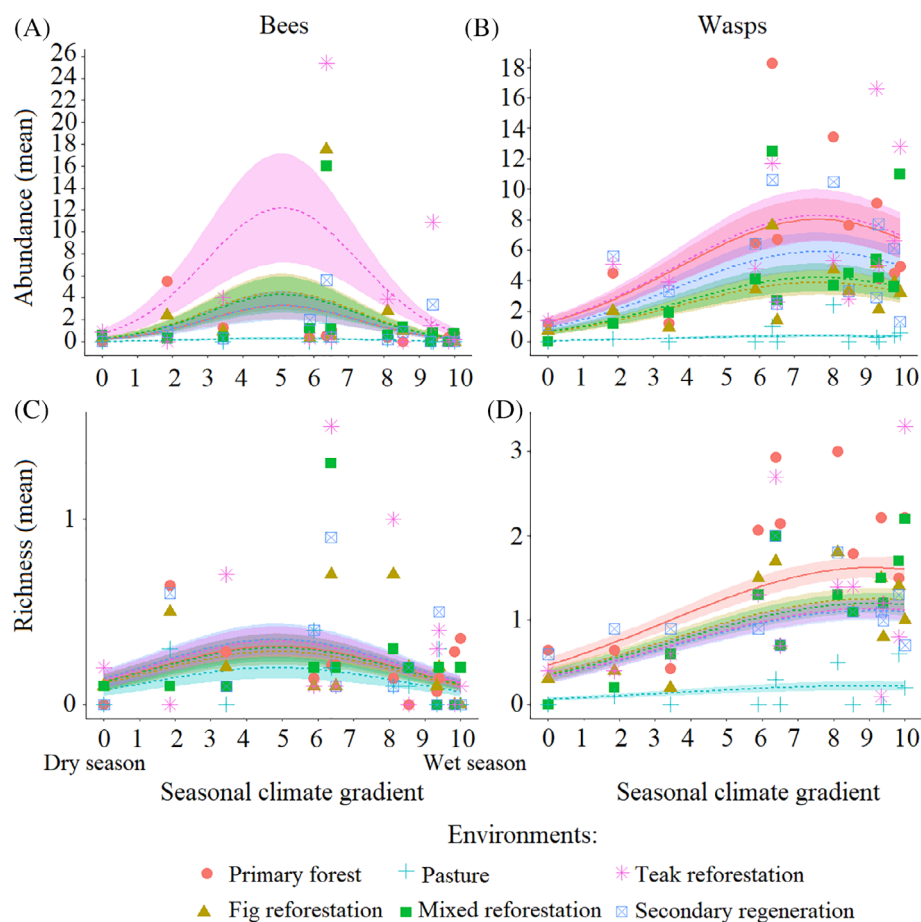 (A) Bees (B) Wasps
Abundance (mean)
26
24
22
20
18
16
14
12
10
8
6
4
2
0
0 1 2 3 4 5 6 7 8 9 10
18
16
14
12
10
8
6
4
2
0
0 1 2 3 4 5 6 7 8 9 10
(C) (D)
Richness (mean)
1
0
0 1 2 3 4 5 6 7 8 9 10
3
2
1
0
0 1 2 3 4 5 6 7 8 9 10
Dry season Wet season
Seasonal climate gradient Seasonal climate gradient
Environments:
Primary forest Pasture Teak reforestation
Fig reforestation Mixed reforestation Secondary regeneration